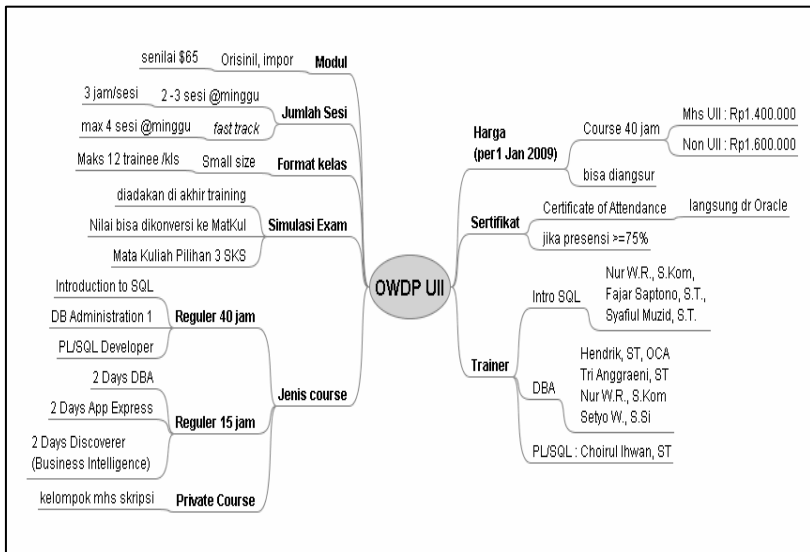 OWDP UII
Modul
Orisinil, impor
senilai $65
Jumlah Sesi
2 -3 sesi @minggu
3 jam/sesi
fast track
max 4 sesi @minggu
Format kelas
Small size
Maks 12 trainee /kls
Simulasi Exam
diadakan di akhir training
Nilai bisa dikonversi ke MatKul
Mata Kuliah Pilihan 3 SKS
Jenis course
Reguler 40 jam
Introduction to SQL
DB Administration 1
PL/SQL Developer
Reguler 15 jam
2 Days DBA
2 Days App Express
2 Days Discoverer
(Business Intelligence)
Private Course
kelompok mhs skripsi
Harga
(per1 Jan 2009)
Course 40 jam
Mhs UII : Rp1.400.000
Non UII : Rp1.600.000
bisa diangsur
Sertifikat
Certificate of Attendance
langsung dr Oracle
jika presensi >=75%
Trainer
Intro SQL
Nur W.R., S.Kom,
Fajar Saptono, S.T.,
Syafiul Muzid, S.T.
DBA
Hendrik, ST, OCA
Tri Anggraeni, ST
Nur W.R., S.Kom
Setyo W., S.Si
PL/SQL : Choirul Ihwan, ST